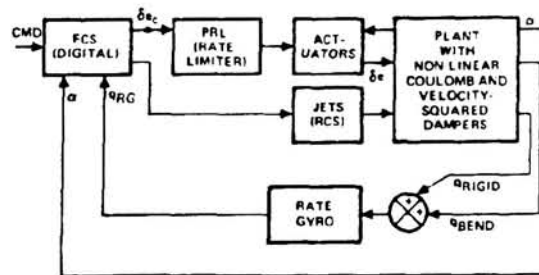 CMD
FCS
(DIGITAL)
δec
PRL
(RATE
LIMITER)
ACT-
UATORS
δe
PLANT
WITH
NON LINEAR
COULOMB AND
VELOCITY-
SQUARED
DAMPERS
α
qRG
JETS
(RCS)
qRIGID
+
+
qBEND
RATE
GYRO